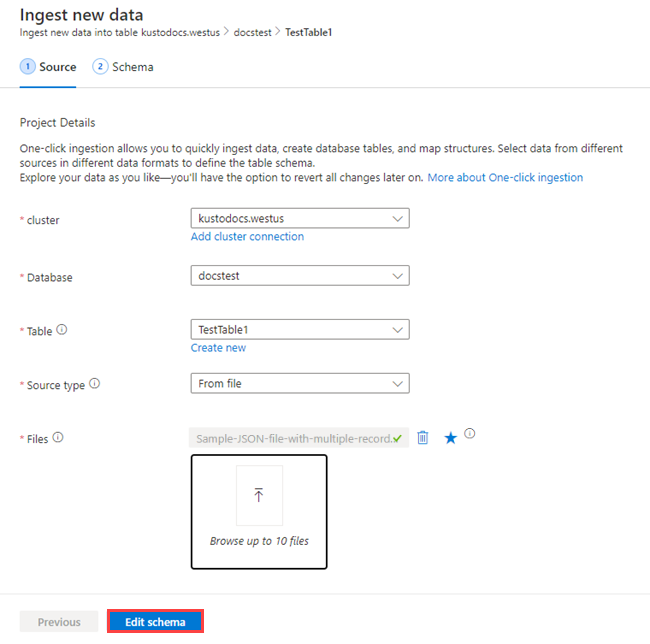 Ingest new data
Ingest new data into table kustodocs.westus > docstest > TestTable1
1 Source 2 Schema
Project Details
One-click ingestion allows you to quickly ingest data, create database tables, and map structures. Select data from different
sources in different data formats to define the table schema.
Explore your data as you like—you'll have the option to revert all changes later on. More about One-click ingestion
* cluster kustodocs.westus
Add cluster connection
* Database docstest
* Table TestTable1
Create new
* Source type From file
* Files Sample-JSON-file-with-multiple-record.
Browse up to 10 files
Previous Edit schema